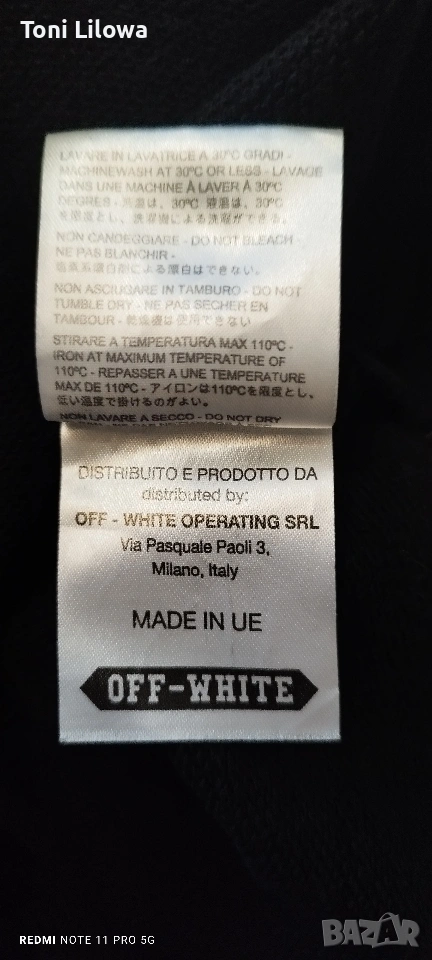 Toni Lilowa
LAVARE IN LAVATRICE A 30°C GRADI -
MACHINEWASH AT 30°C OR LESS - LAVAGE
DANS UNE MACHINE À LAVER À 30°C
DEGRES - 30°C 液温は、30°C
を限度とし、洗濯機による洗濯ができる。
NON CANDEGGIARE - DO NOT BLEACH -
NE PAS BLANCHIR -
塩素系漂白剤による漂白はできない。
NON ASCIUGARE IN TAMBURO - DO NOT
TUMBLE DRY - NE PAS SECHER EN
TAMBOUR - 乾燥機は使用できない
STIRARE A TEMPERATURA MAX 110°C -
IRON AT MAXIMUM TEMPERATURE OF
110°C - REPASSER A UNE TEMPERATURE
MAX DE 110°C - アイロンは110°Cを限度とし、
低い温度で掛けるのがよい。
NON LAVARE A SECCO - DO NOT DRY
DISTRIBUITO E PRODOTTO DA
distributed by:
OFF - WHITE OPERATING SRL
Via Pasquale Paoli 3,
Milano, Italy
MADE IN UE
OFF-WHITE
REDMI NOTE 11 PRO 5G
BAZAR